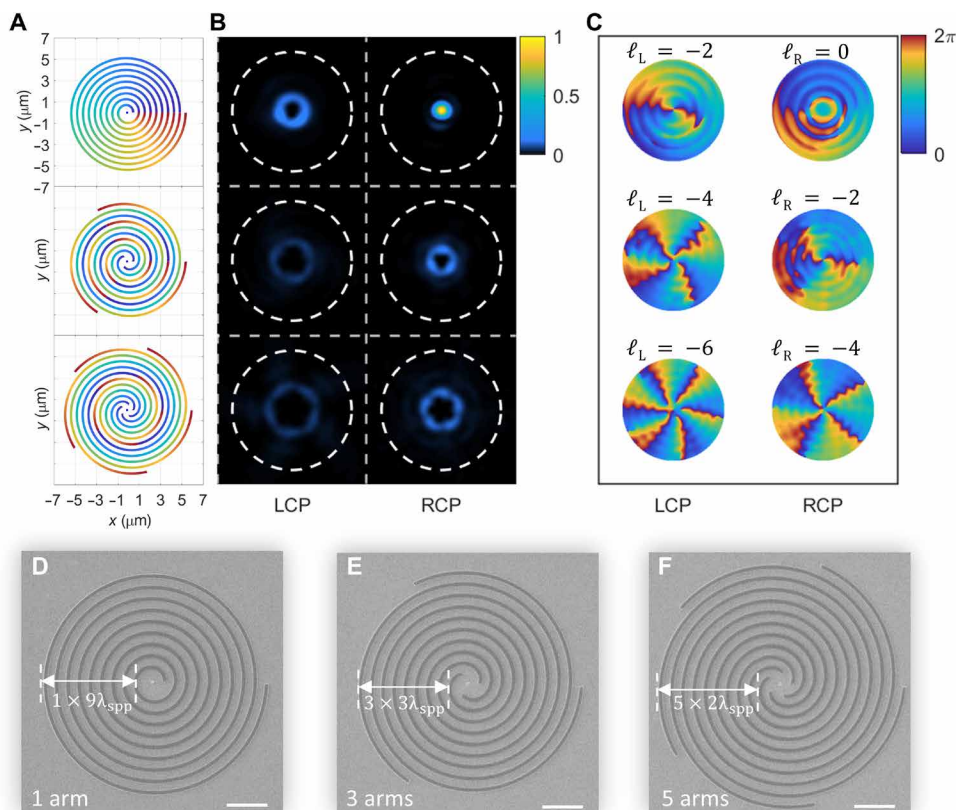 A
B
C
7
5
3
1
−1
−3
−5
−7
y (μm)
y (μm)
y (μm)
−7 −5 −3 −1 1 3 5 7
x (μm)
1
0.5
0
LCP RCP
2π
0
ℓL = −2 ℓR = 0
ℓL = −4 ℓR = −2
ℓL = −6 ℓR = −4
LCP RCP
D
1 × 9λspp
1 arm
E
3 × 3λspp
3 arms
F
5 × 2λspp
5 arms